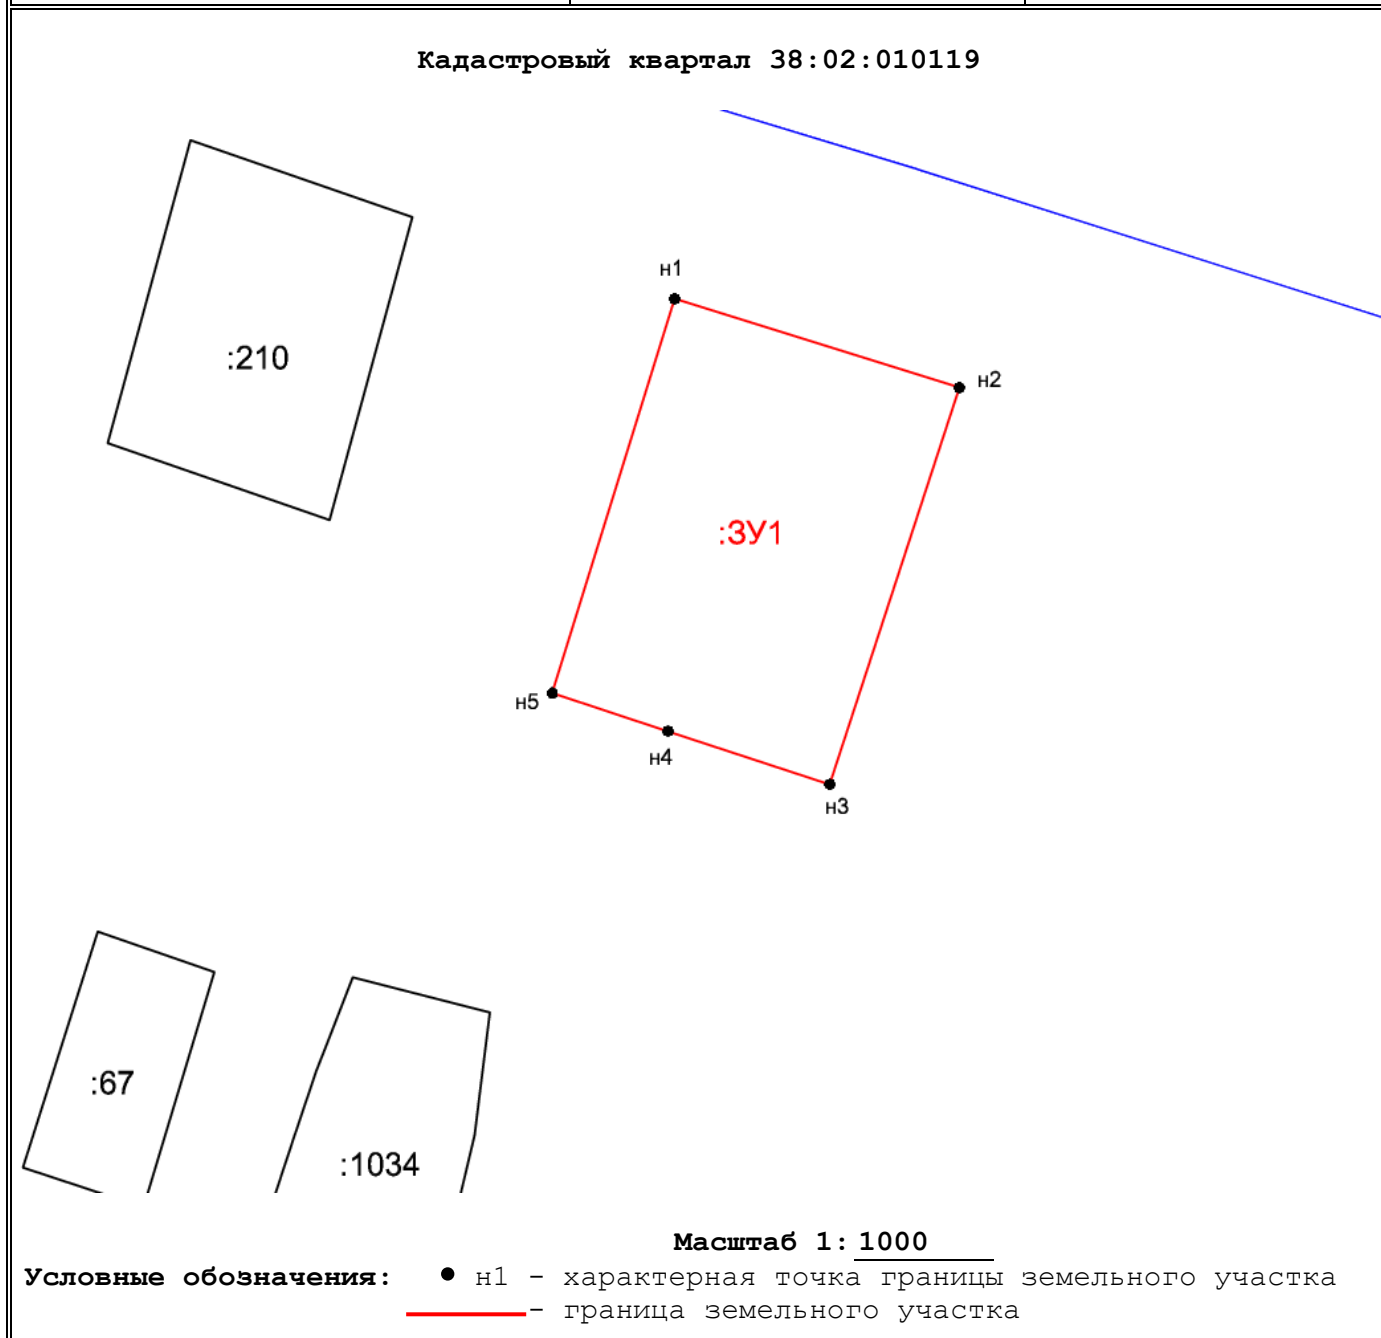 Кадастровый квартал 38:02:010119
н1
:210
н2
:ЗУ1
н5
н4
н3
:67
:1034
Масштаб 1: 1000
Условные обозначения: ● н1 - характерная точка границы земельного участка
- граница земельного участка